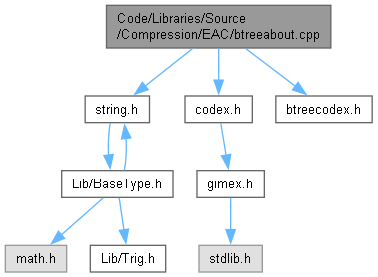 Code/Libraries/Source
/Compression/EAC/btreeabout.cpp
string.h
codex.h
btreecodex.h
Lib/BaseType.h
gimex.h
math.h
Lib/Trig.h
stdlib.h